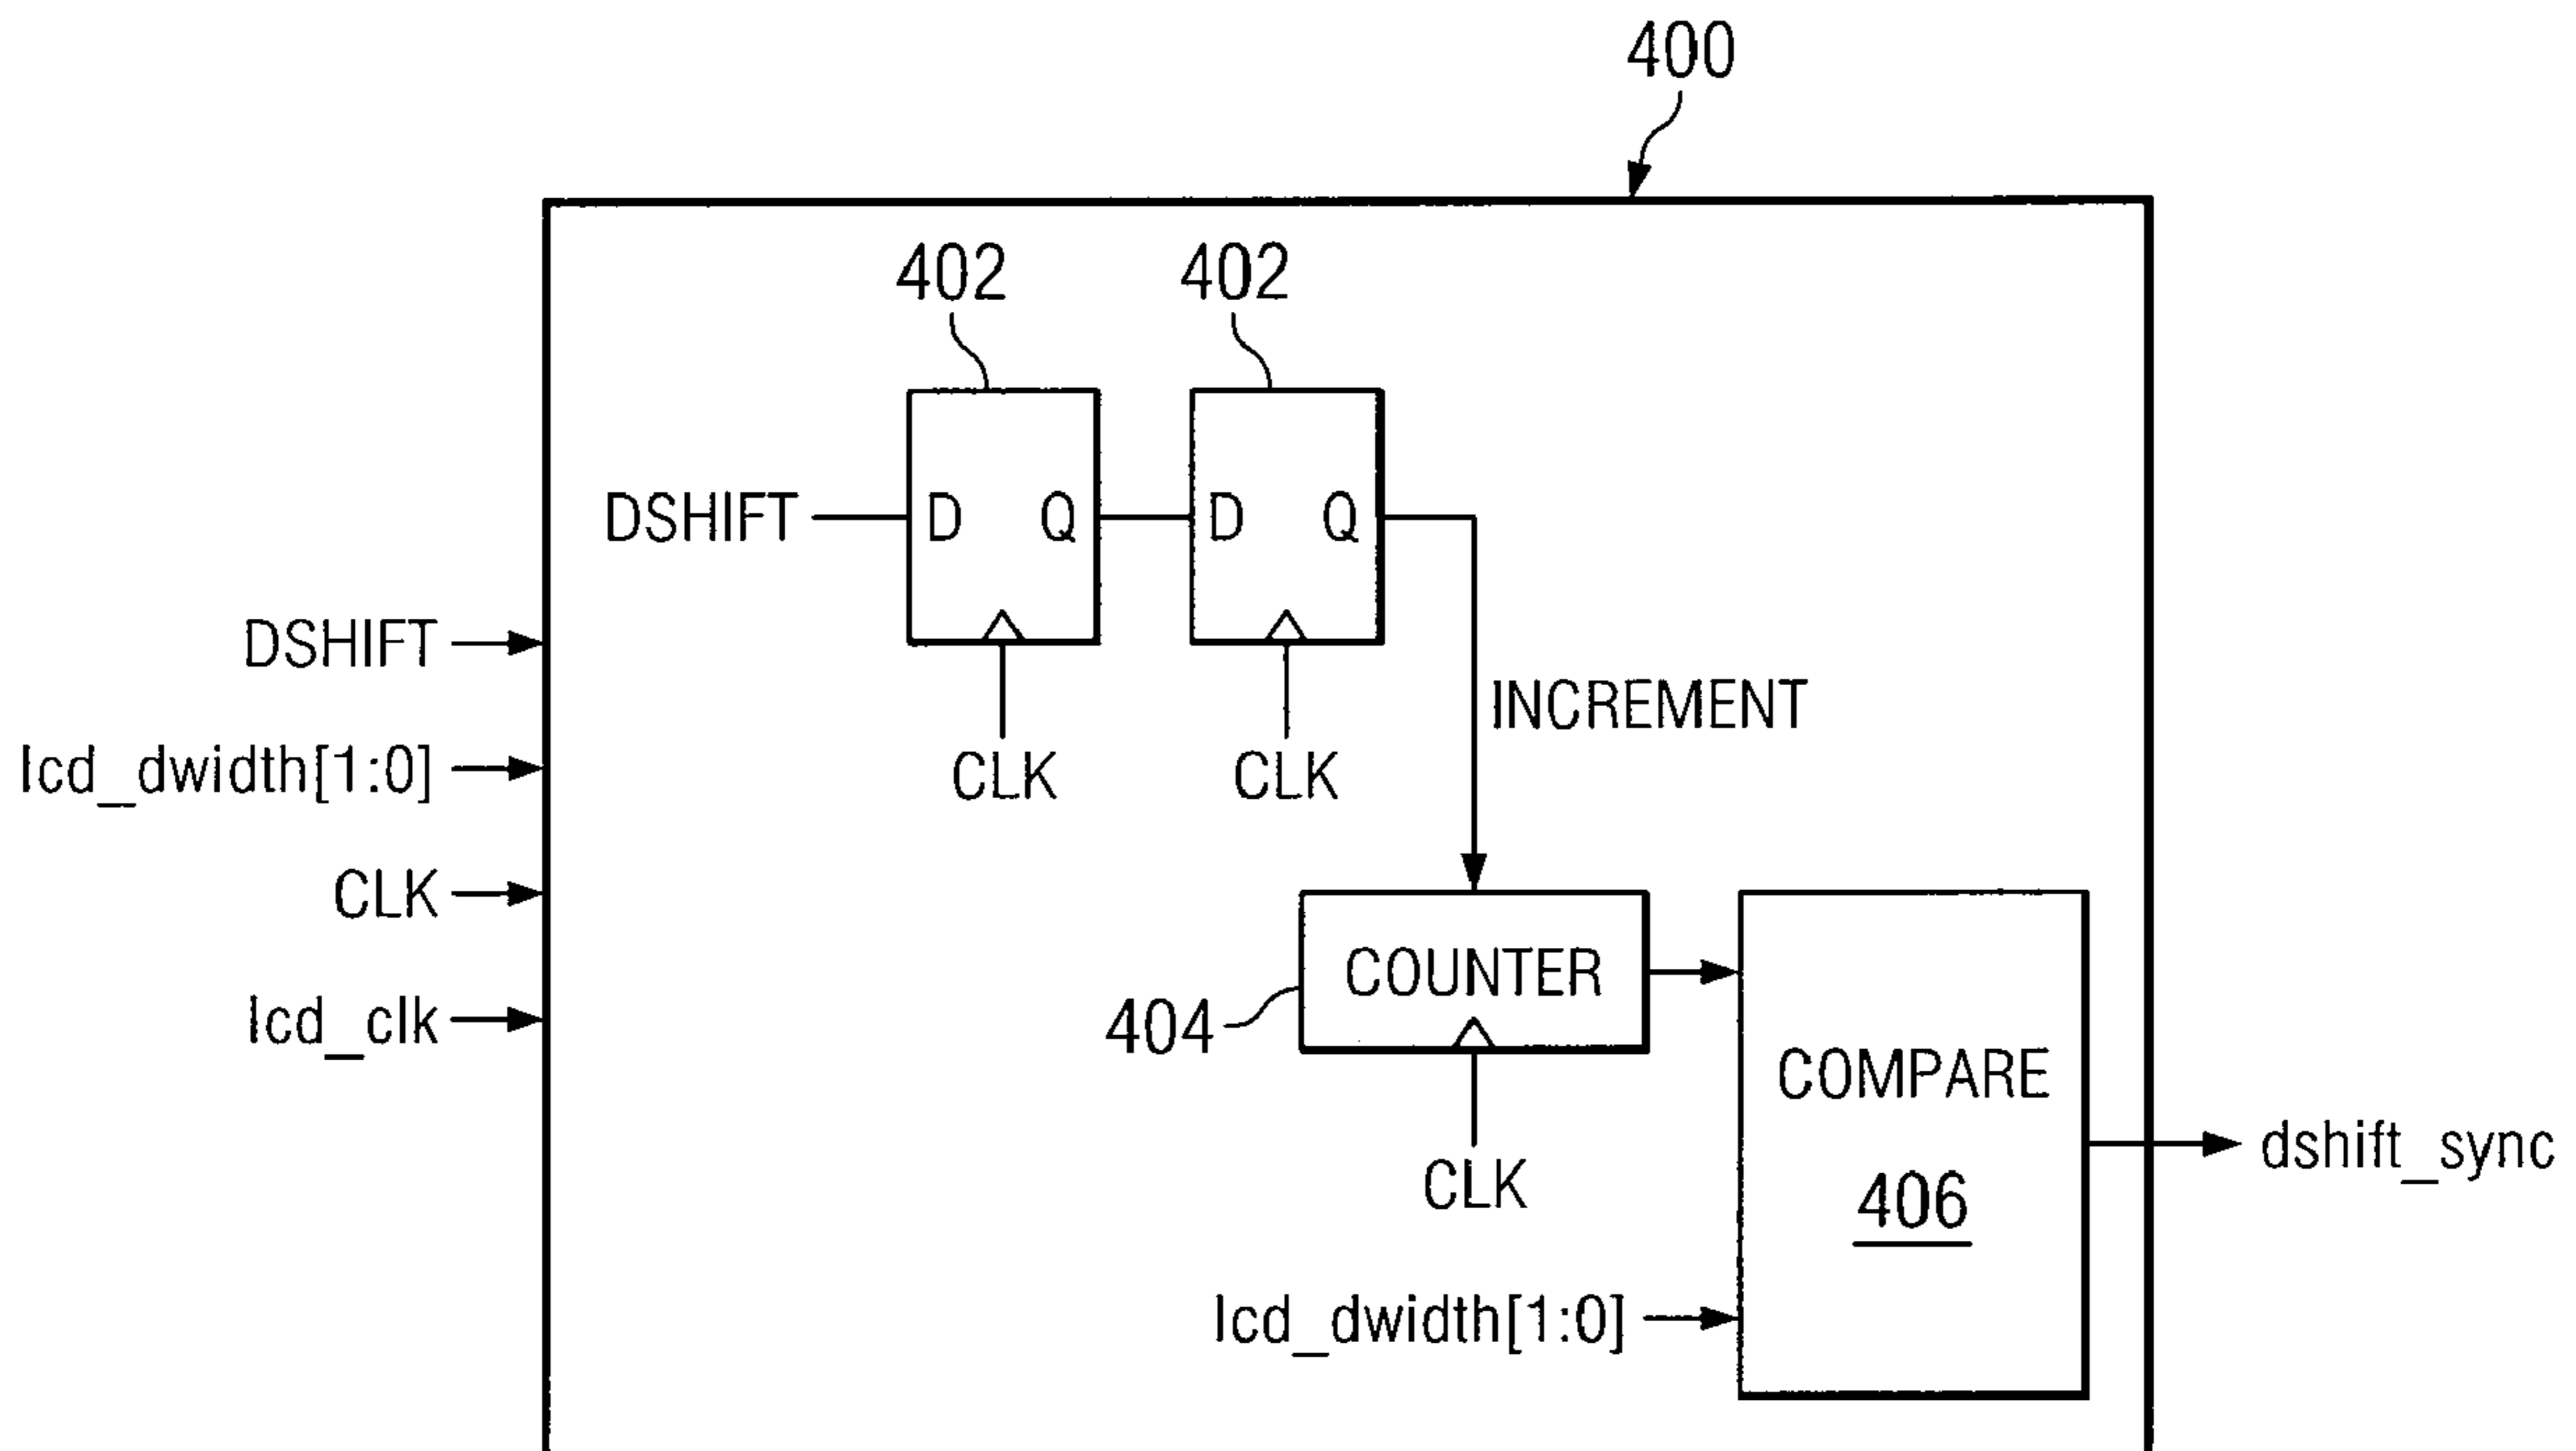 400
402 402
DSHIFT D Q D Q
DSHIFT
INCREMENT
lcd_dwidth[1:0] CLK CLK
CLK
COUNTER
lcd_clk 404
COMPARE
dshift_sync
CLK
406
lcd_dwidth[1:0]